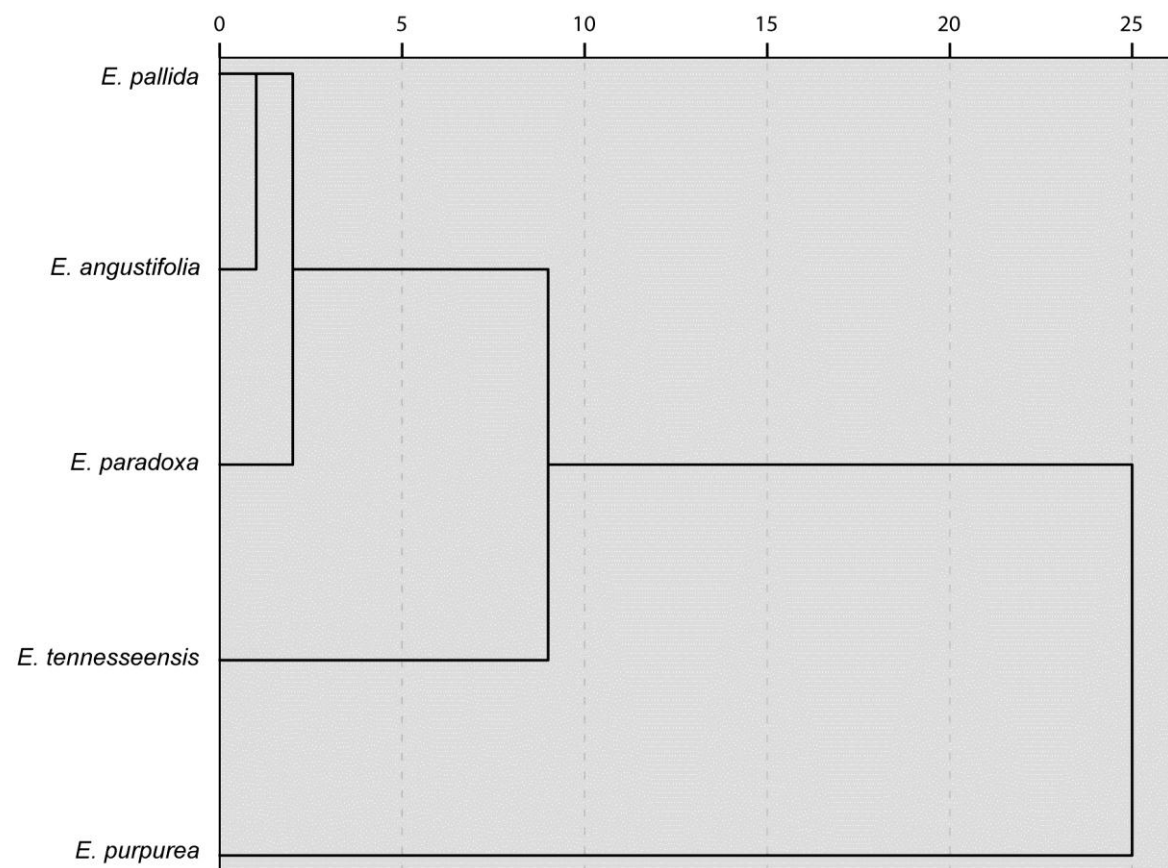 0 5 10 15 20 25
E. pallida
E. angustifolia
E. paradoxa
E. tennesseensis
E. purpurea